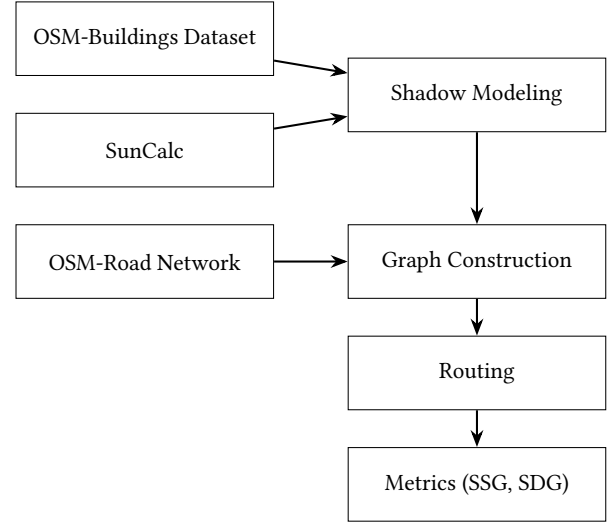 OSM-Buildings Dataset
Shadow Modeling
SunCalc
OSM-Road Network
Graph Construction
Routing
Metrics (SSG, SDG)